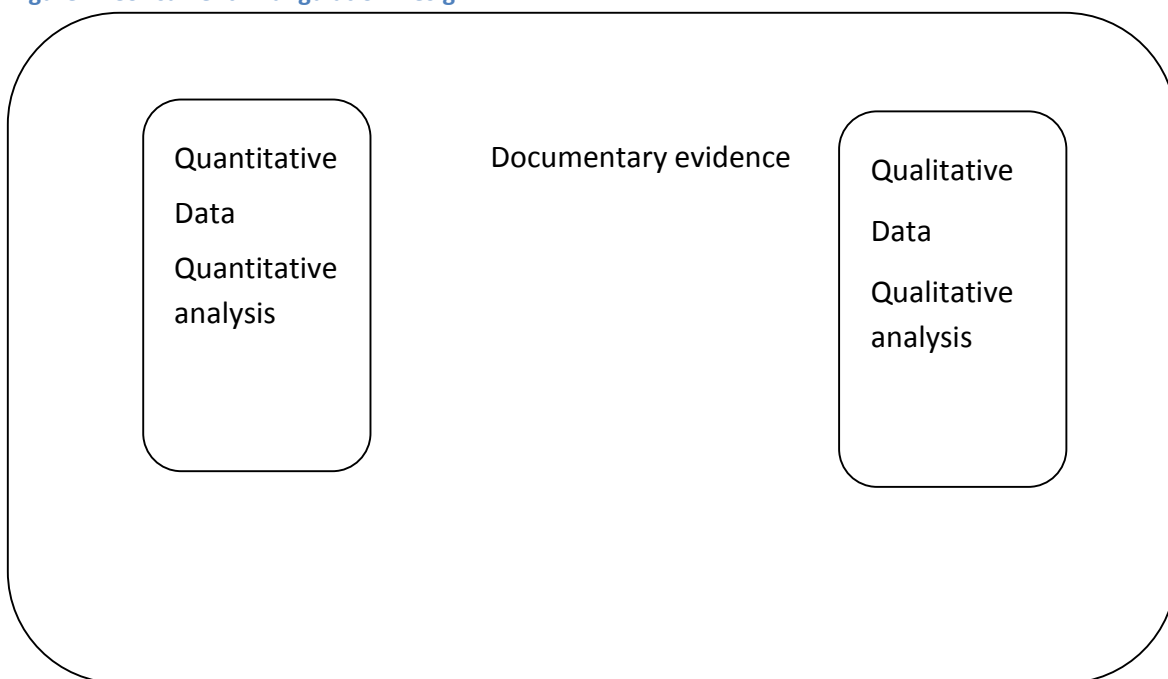 Quantitative
Data
Quantitative
analysis
Documentary evidence
Qualitative
Data
Qualitative
analysis